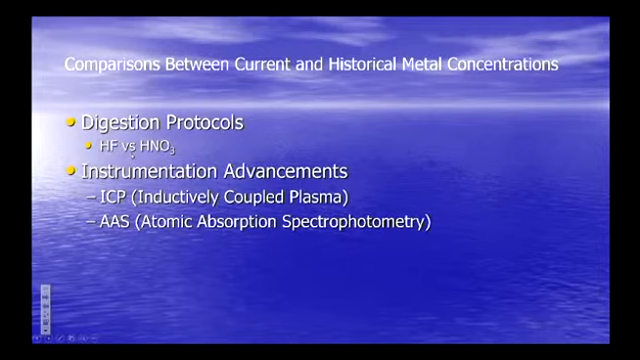 Comparisons Between Current and Historical Metal Concentrations
Digestion Protocols
HF vs HNO₃
Instrumentation Advancements
– ICP (Inductively Coupled Plasma)
– AAS (Atomic Absorption Spectrophotometry)